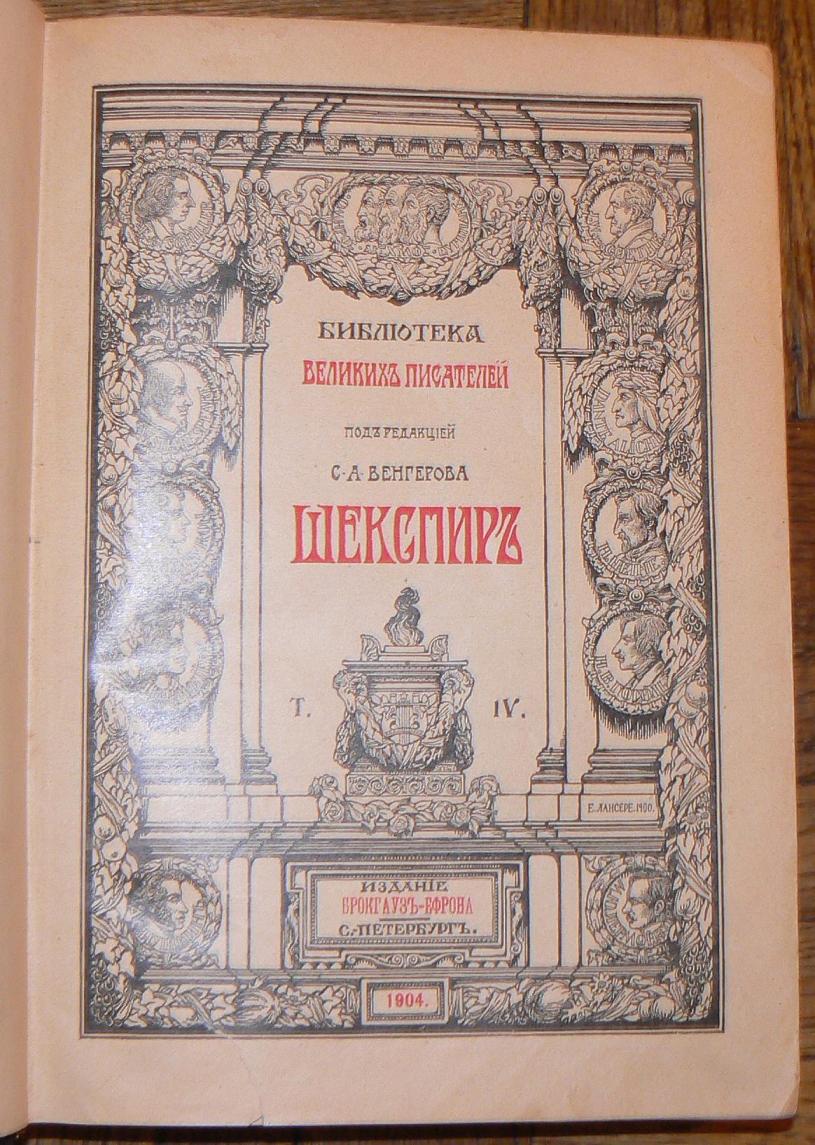 БИБЛІОТЕКА
ВЕЛИКИХЪ ПИСАТЕЛЕЙ
ПОДЪ РЕДАКЦІЕЙ
С·А·ВЕНГЕРОВА
ШЕКСПИРЪ
Т. IV.
Е.ЛАНСЕРЕ.1900.
ИЗДАНІЕ
БРОКГАУЗЪ-ЕФРОНА
С.-ПЕТЕРБУРГЪ.
1904.